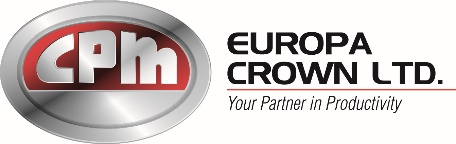 CPM
EUROPA
CROWN LTD.
Your Partner in Productivity